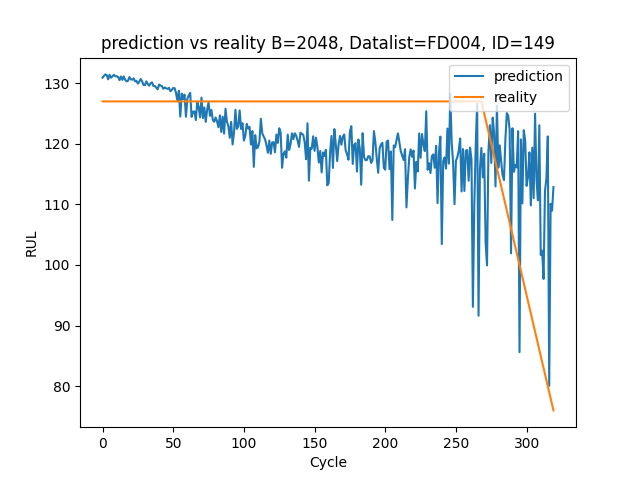 prediction vs reality B=2048, Datalist=FD004, ID=149
prediction
reality
RUL
130
120
110
100
90
80
0 50 100 150 200 250 300
Cycle